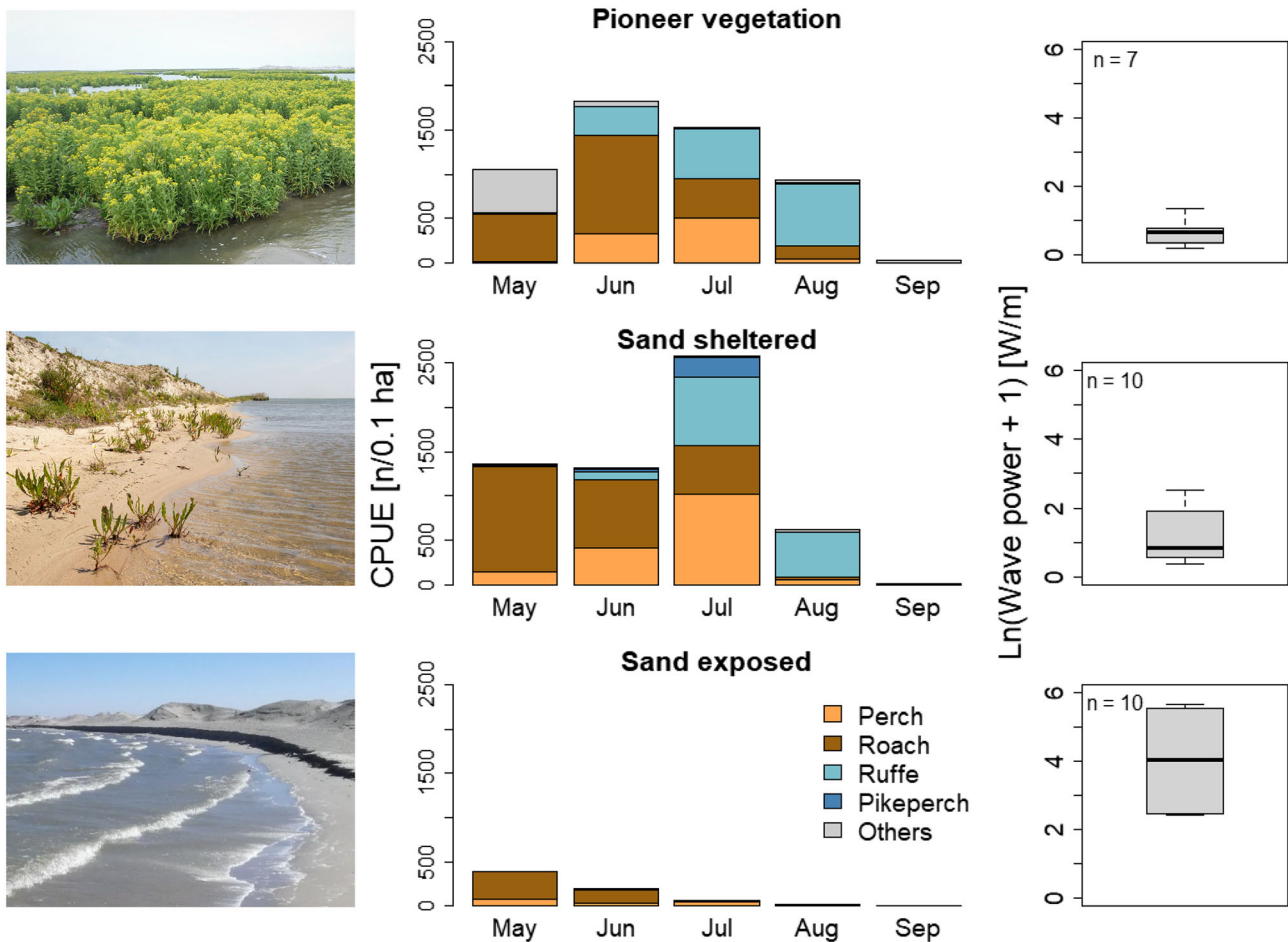 Pioneer vegetation
2500
1500
500
0
May Jun Jul Aug Sep
6
4
2
0
n = 7
Sand sheltered
2500
1500
500
0
May Jun Jul Aug Sep
CPUE [n/0.1 ha]
Ln(Wave power + 1) [W/m]
6
4
2
0
n = 10
Sand exposed
2500
1500
500
0
May Jun Jul Aug Sep
Perch
Roach
Ruffe
Pikeperch
Others
6
4
2
0
n = 10